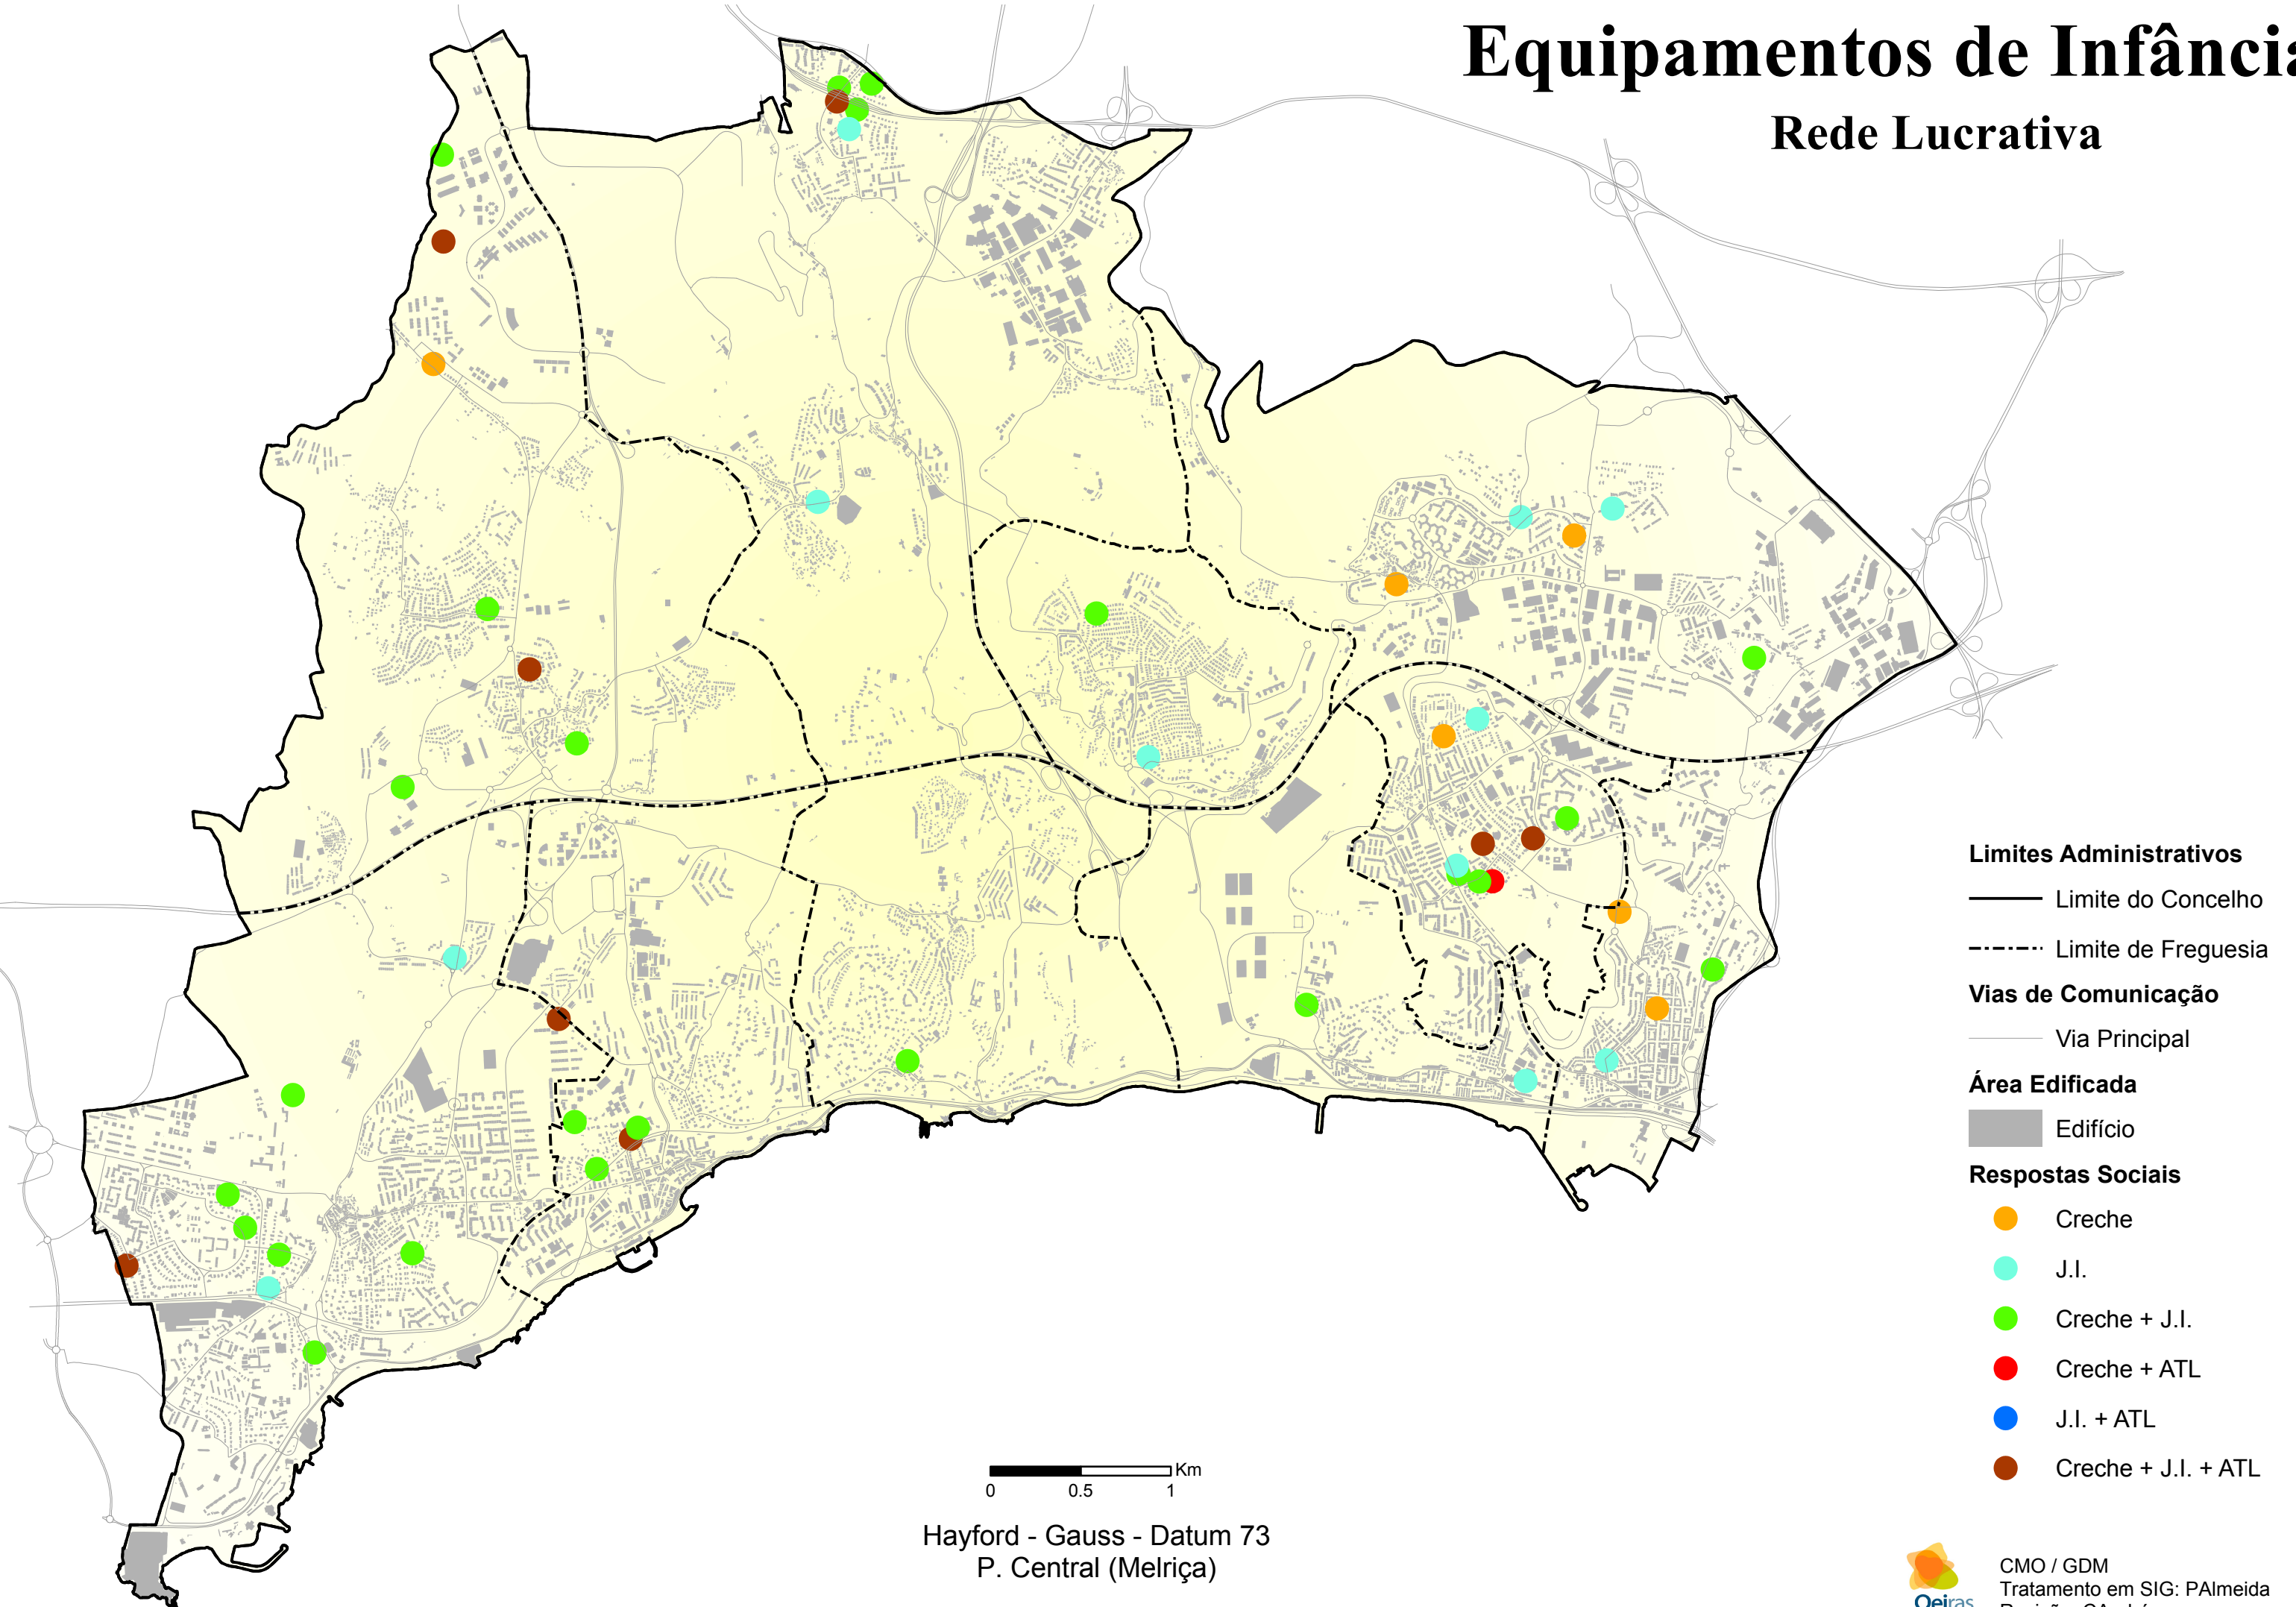 Equipamentos de Infância
Rede Lucrativa
Limites Administrativos
Limite do Concelho
Limite de Freguesia
Vias de Comunicação
Via Principal
Área Edificada
Edifício
Respostas Sociais
Creche
J.I.
Creche + J.I.
Creche + ATL
J.I. + ATL
Creche + J.I. + ATL
Km
0 0.5 1
Hayford - Gauss - Datum 73
P. Central (Melriça)
CMO / GDM
Tratamento em SIG: PAlmeida
Oeiras